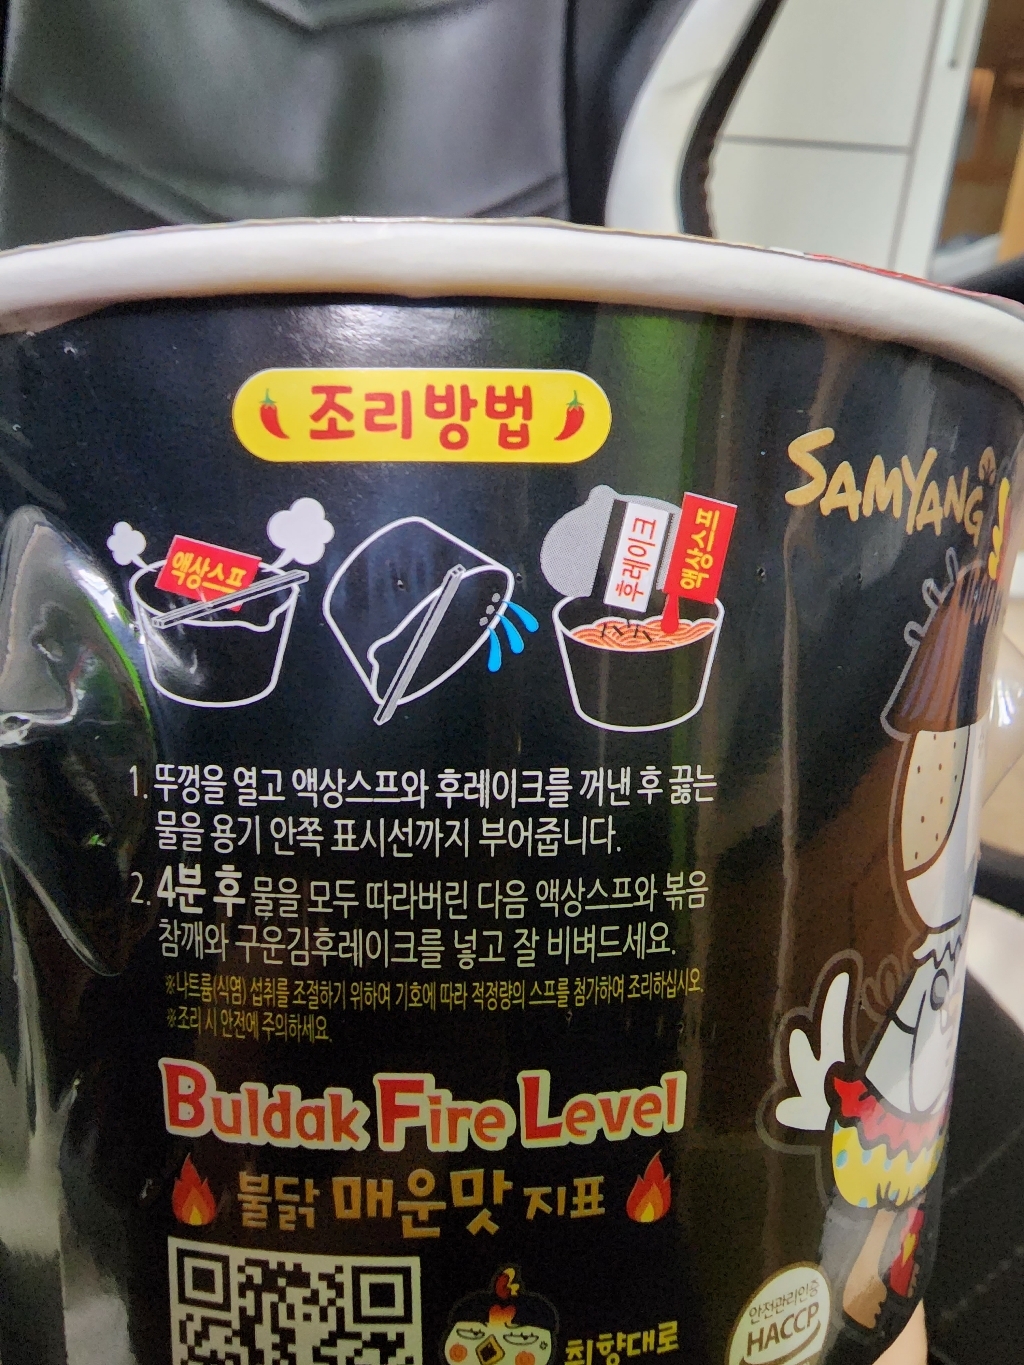 조리방법
SAMYANG
액상스프
후레이크
액상스프
1. 뚜껑을 열고 액상스프와 후레이크를 꺼낸 후 끓는
물을 용기 안쪽 표시선까지 부어줍니다.
2. 4분 후 물을 모두 따라버린 다음 액상스프와 볶음
참깨와 구운김후레이크를 넣고 잘 비벼드세요.
※나트륨(식염) 섭취를 조절하기 위하여 기호에 따라 적정량의 스프를 첨가하여 조리하십시오.
※조리 시 안전에 주의하세요.
Buldak Fire Level
불닭 매운맛 지표
안전관리인증
HACCP
취향대로